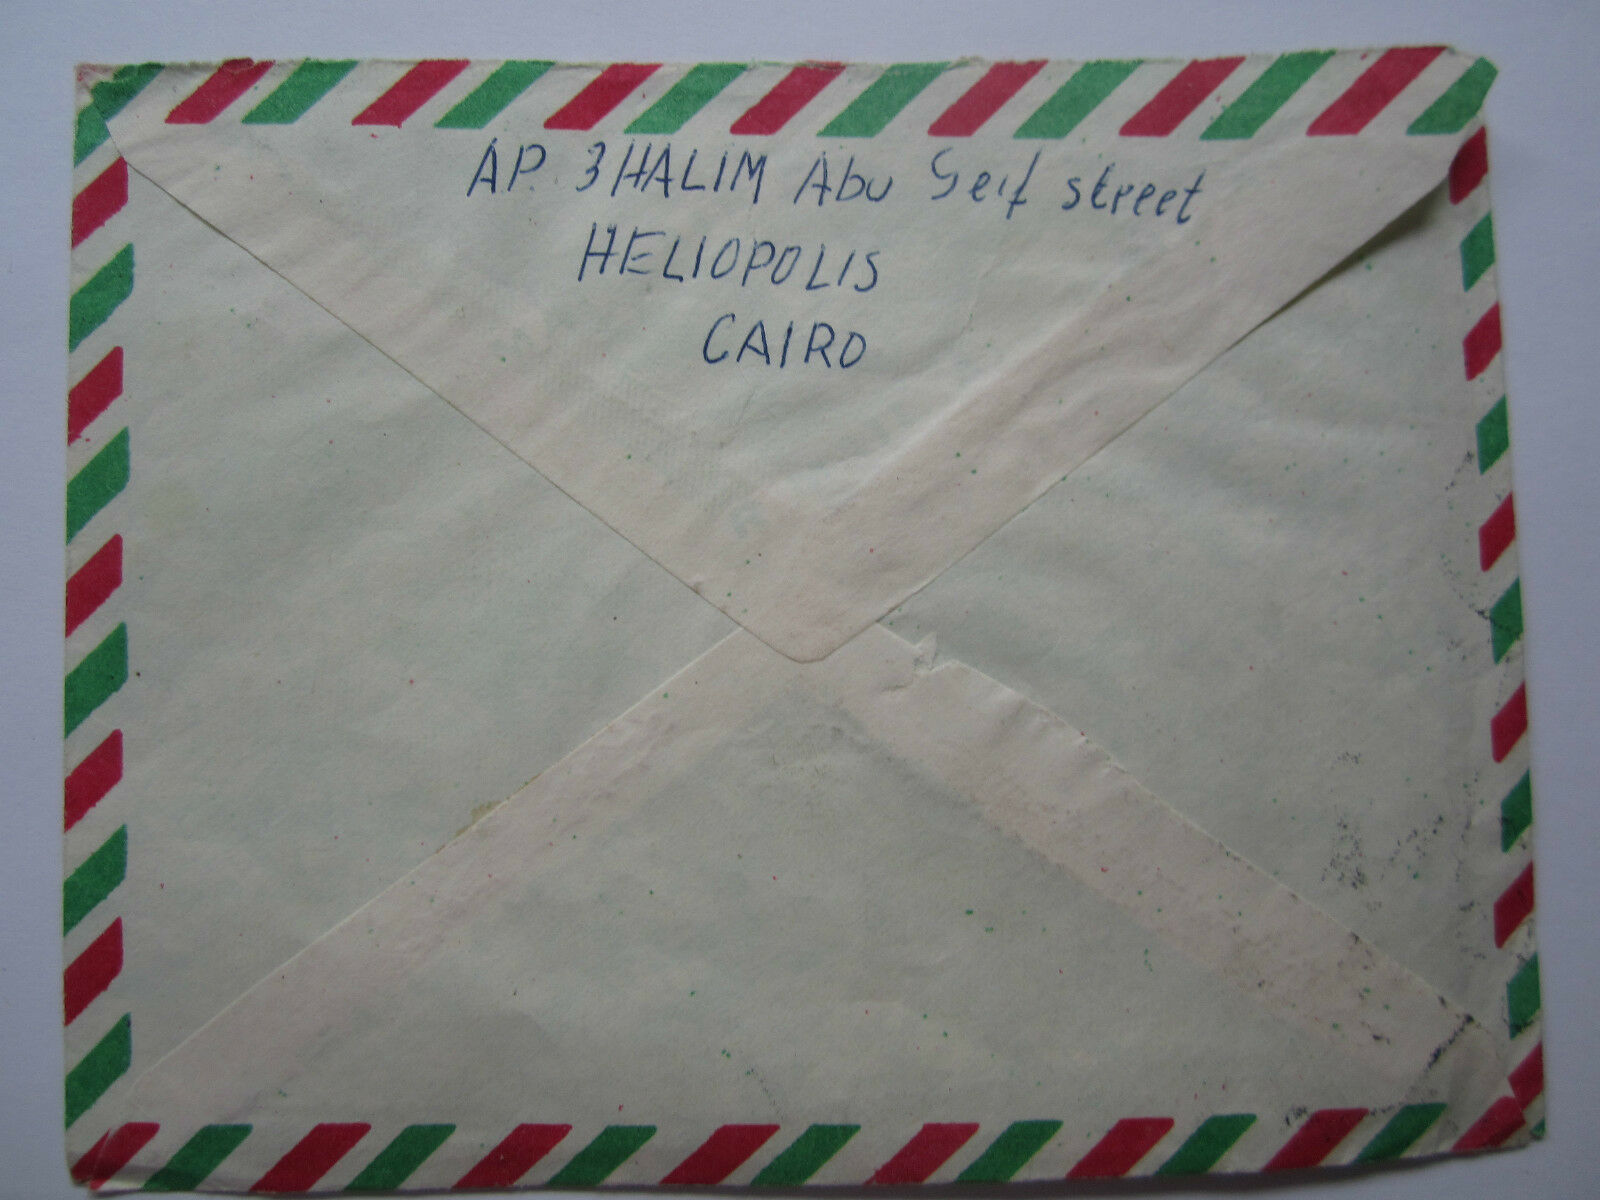 AP. 3 HALIM Abu Seif street
HELIOPOLIS
CAIRO